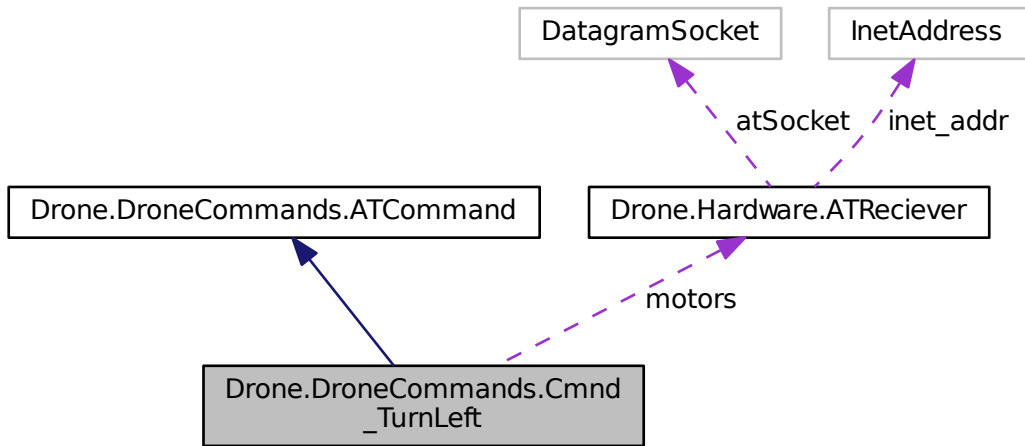 DatagramSocket
InetAddress
atSocket
inet_addr
Drone.DroneCommands.ATCommand
Drone.Hardware.ATReciever
motors
Drone.DroneCommands.Cmnd
_TurnLeft